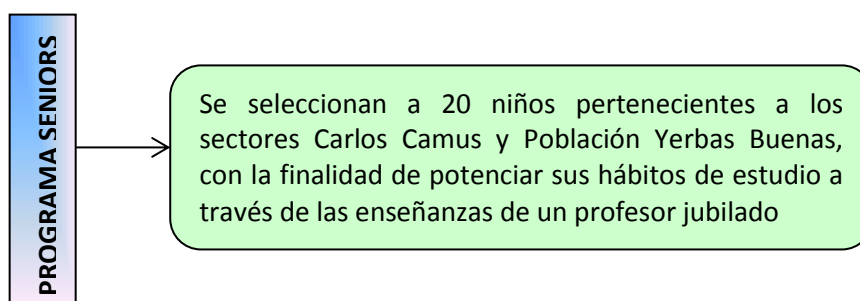 PROGRAMA SENIORS
Se seleccionan a 20 niños pertenecientes a los
sectores Carlos Camus y Población Yerbas Buenas,
con la finalidad de potenciar sus hábitos de estudio a
través de las enseñanzas de un profesor jubilado